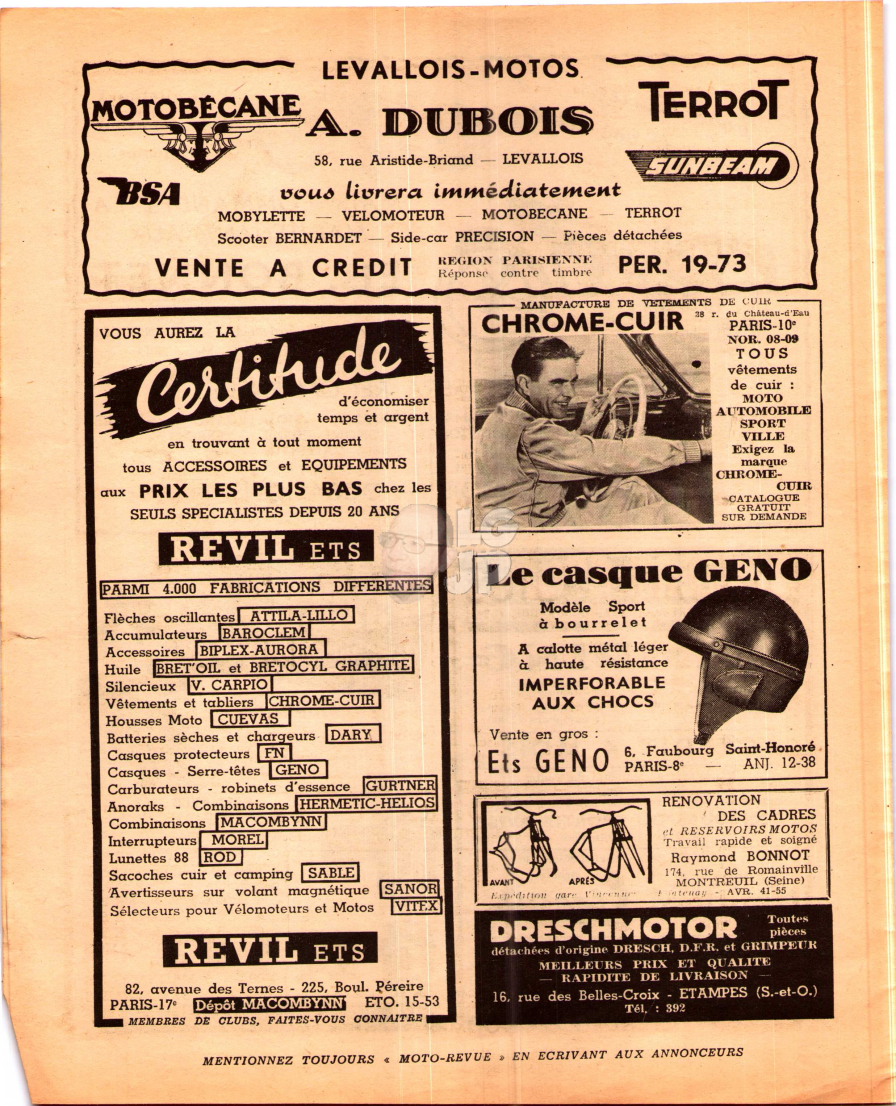 LEVALLOIS-MOTOS
MOTOBÉCANE
TERROT
A. DUBOIS
58, rue Aristide-Briand — LEVALLOIS
SUNBEAM
BSA
vous livrera immédiatement
MOBYLETTE — VELOMOTEUR — MOTOBECANE — TERROT
Scooter BERNARDET — Side-car PRECISION — Pièces détachées
VENTE A CREDIT
REGION PARISIENNE
Réponse contre timbre
PER. 19-73
VOUS AUREZ LA
Certitude
d'économiser
temps et argent
en trouvant à tout moment
tous ACCESSOIRES et EQUIPEMENTS
aux PRIX LES PLUS BAS chez les
SEULS SPECIALISTES DEPUIS 20 ANS
REVIL ETS
PARMI 4.000 FABRICATIONS DIFFERENTES
Flèches oscillantes ATTILA-LILLO
Accumulateurs BAROCLEM
Accessoires BIPLEX-AURORA
Huile BRET'OIL et BRETOCYL GRAPHITE
Silencieux V. CARPIO
Vêtements et tabliers CHROME-CUIR
Housses Moto CUEVAS
Batteries sèches et chargeurs DARY
Casques protecteurs FN
Casques - Serre-têtes GENO
Carburateurs - robinets d'essence GURTNER
Anoraks - Combinaisons HERMETIC-HELIOS
Combinaisons MACOMBYNN
Interrupteurs MOREL
Lunettes 88 ROD
Sacoches cuir et camping SABLE
Avertisseurs sur volant magnétique SANOR
Sélecteurs pour Vélomoteurs et Motos VITEX
REVIL ETS
82, avenue des Ternes - 225, Boul. Péreire
PARIS-17e Dépôt MACOMBYNN ETO. 15-53
MEMBRES DE CLUBS, FAITES-VOUS CONNAITRE
MANUFACTURE DE VETEMENTS DE CUIR
CHROME-CUIR
38 r. du Château-d'Eau
PARIS-10e
NOR. 08-09
TOUS
vêtements
de cuir :
MOTO
AUTOMOBILE
SPORT
VILLE
Exigez la
marque
CHROME-
CUIR
CATALOGUE
GRATUIT
SUR DEMANDE
LG
JP
Le casque GENO
Modèle Sport
à bourrelet
A calotte métal léger
à haute résistance
IMPERFORABLE
AUX CHOCS
Vente en gros :
Ets GENO
6, Faubourg Saint-Honoré
PARIS-8e — ANJ. 12-38
AVANT
APRÈS
Expédition gare Vincennes
RENOVATION
DES CADRES
et RESERVOIRS MOTOS
Travail rapide et soigné
Raymond BONNOT
174, rue de Romainville
MONTREUIL (Seine)
- AVR. 41-55
DRESCHMOTOR Toutes
pièces
détachées d'origine DRESCH, D.F.R. et GRIMPEUR
MEILLEURS PRIX ET QUALITE
— RAPIDITE DE LIVRAISON —
16, rue des Belles-Croix - ETAMPES (S.-et-O.)
Tél. : 392
MENTIONNEZ TOUJOURS « MOTO-REVUE » EN ECRIVANT AUX ANNONCEURS